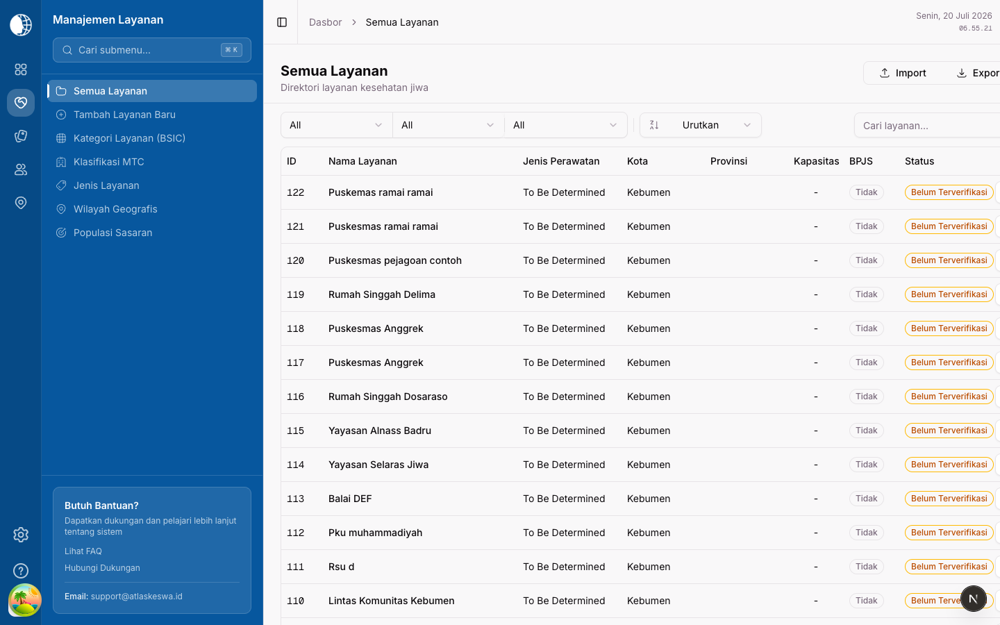 Manajemen Layanan
Cari submenu...
⌘ K
Semua Layanan
Tambah Layanan Baru
Kategori Layanan (BSIC)
Klasifikasi MTC
Jenis Layanan
Wilayah Geografis
Populasi Sasaran
Butuh Bantuan?
Dapatkan dukungan dan pelajari lebih lanjut
tentang sistem
Lihat FAQ
Hubungi Dukungan
Email: support@atlaskeswa.id
Dasbor > Semua Layanan
Senin, 20 Juli 2026
06.55.21
Semua Layanan
Direktori layanan kesehatan jiwa
Import
Expor
All All All Urutkan Cari layanan...
ID Nama Layanan Jenis Perawatan Kota Provinsi Kapasitas BPJS Status
122 Puskemas ramai ramai To Be Determined Kebumen - Tidak Belum Terverifikasi
121 Puskesmas ramai ramai To Be Determined Kebumen - Tidak Belum Terverifikasi
120 Puskesmas pejagoan contoh To Be Determined Kebumen - Tidak Belum Terverifikasi
119 Rumah Singgah Delima To Be Determined Kebumen - Tidak Belum Terverifikasi
118 Puskesmas Anggrek To Be Determined Kebumen - Tidak Belum Terverifikasi
117 Puskesmas Anggrek To Be Determined Kebumen - Tidak Belum Terverifikasi
116 Rumah Singgah Dosaraso To Be Determined Kebumen - Tidak Belum Terverifikasi
115 Yayasan Alnass Badru To Be Determined Kebumen - Tidak Belum Terverifikasi
114 Yayasan Selaras Jiwa To Be Determined Kebumen - Tidak Belum Terverifikasi
113 Balai DEF To Be Determined Kebumen - Tidak Belum Terverifikasi
112 Pku muhammadiyah To Be Determined Kebumen - Tidak Belum Terverifikasi
111 Rsu d To Be Determined Kebumen - Tidak Belum Terverifikasi
110 Lintas Komunitas Kebumen To Be Determined Kebumen - Tidak Belum Terve
N